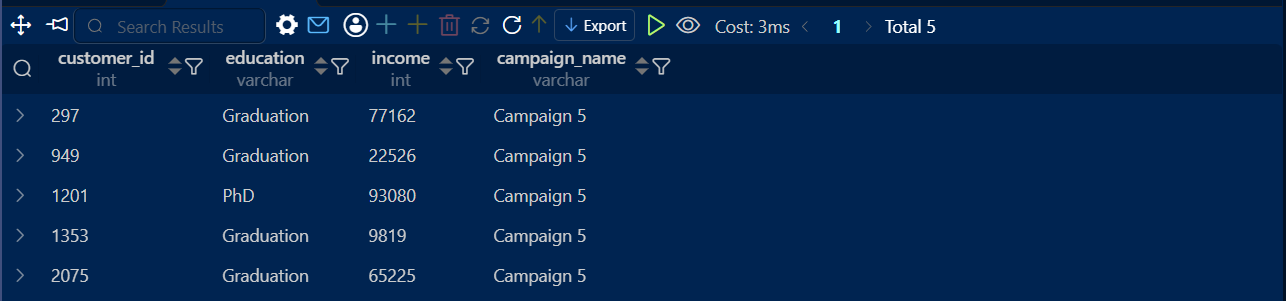 Search Results Export Cost: 3ms 1 Total 5
customer_id education income campaign_name
int varchar int varchar
297 Graduation 77162 Campaign 5
949 Graduation 22526 Campaign 5
1201 PhD 93080 Campaign 5
1353 Graduation 9819 Campaign 5
2075 Graduation 65225 Campaign 5